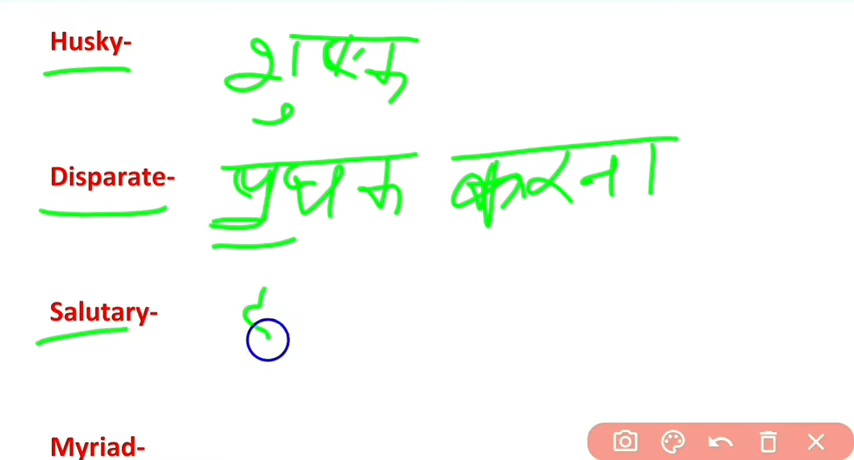 Husky- शुष्क
Disparate- पृथक करना
Salutary-
Myriad-